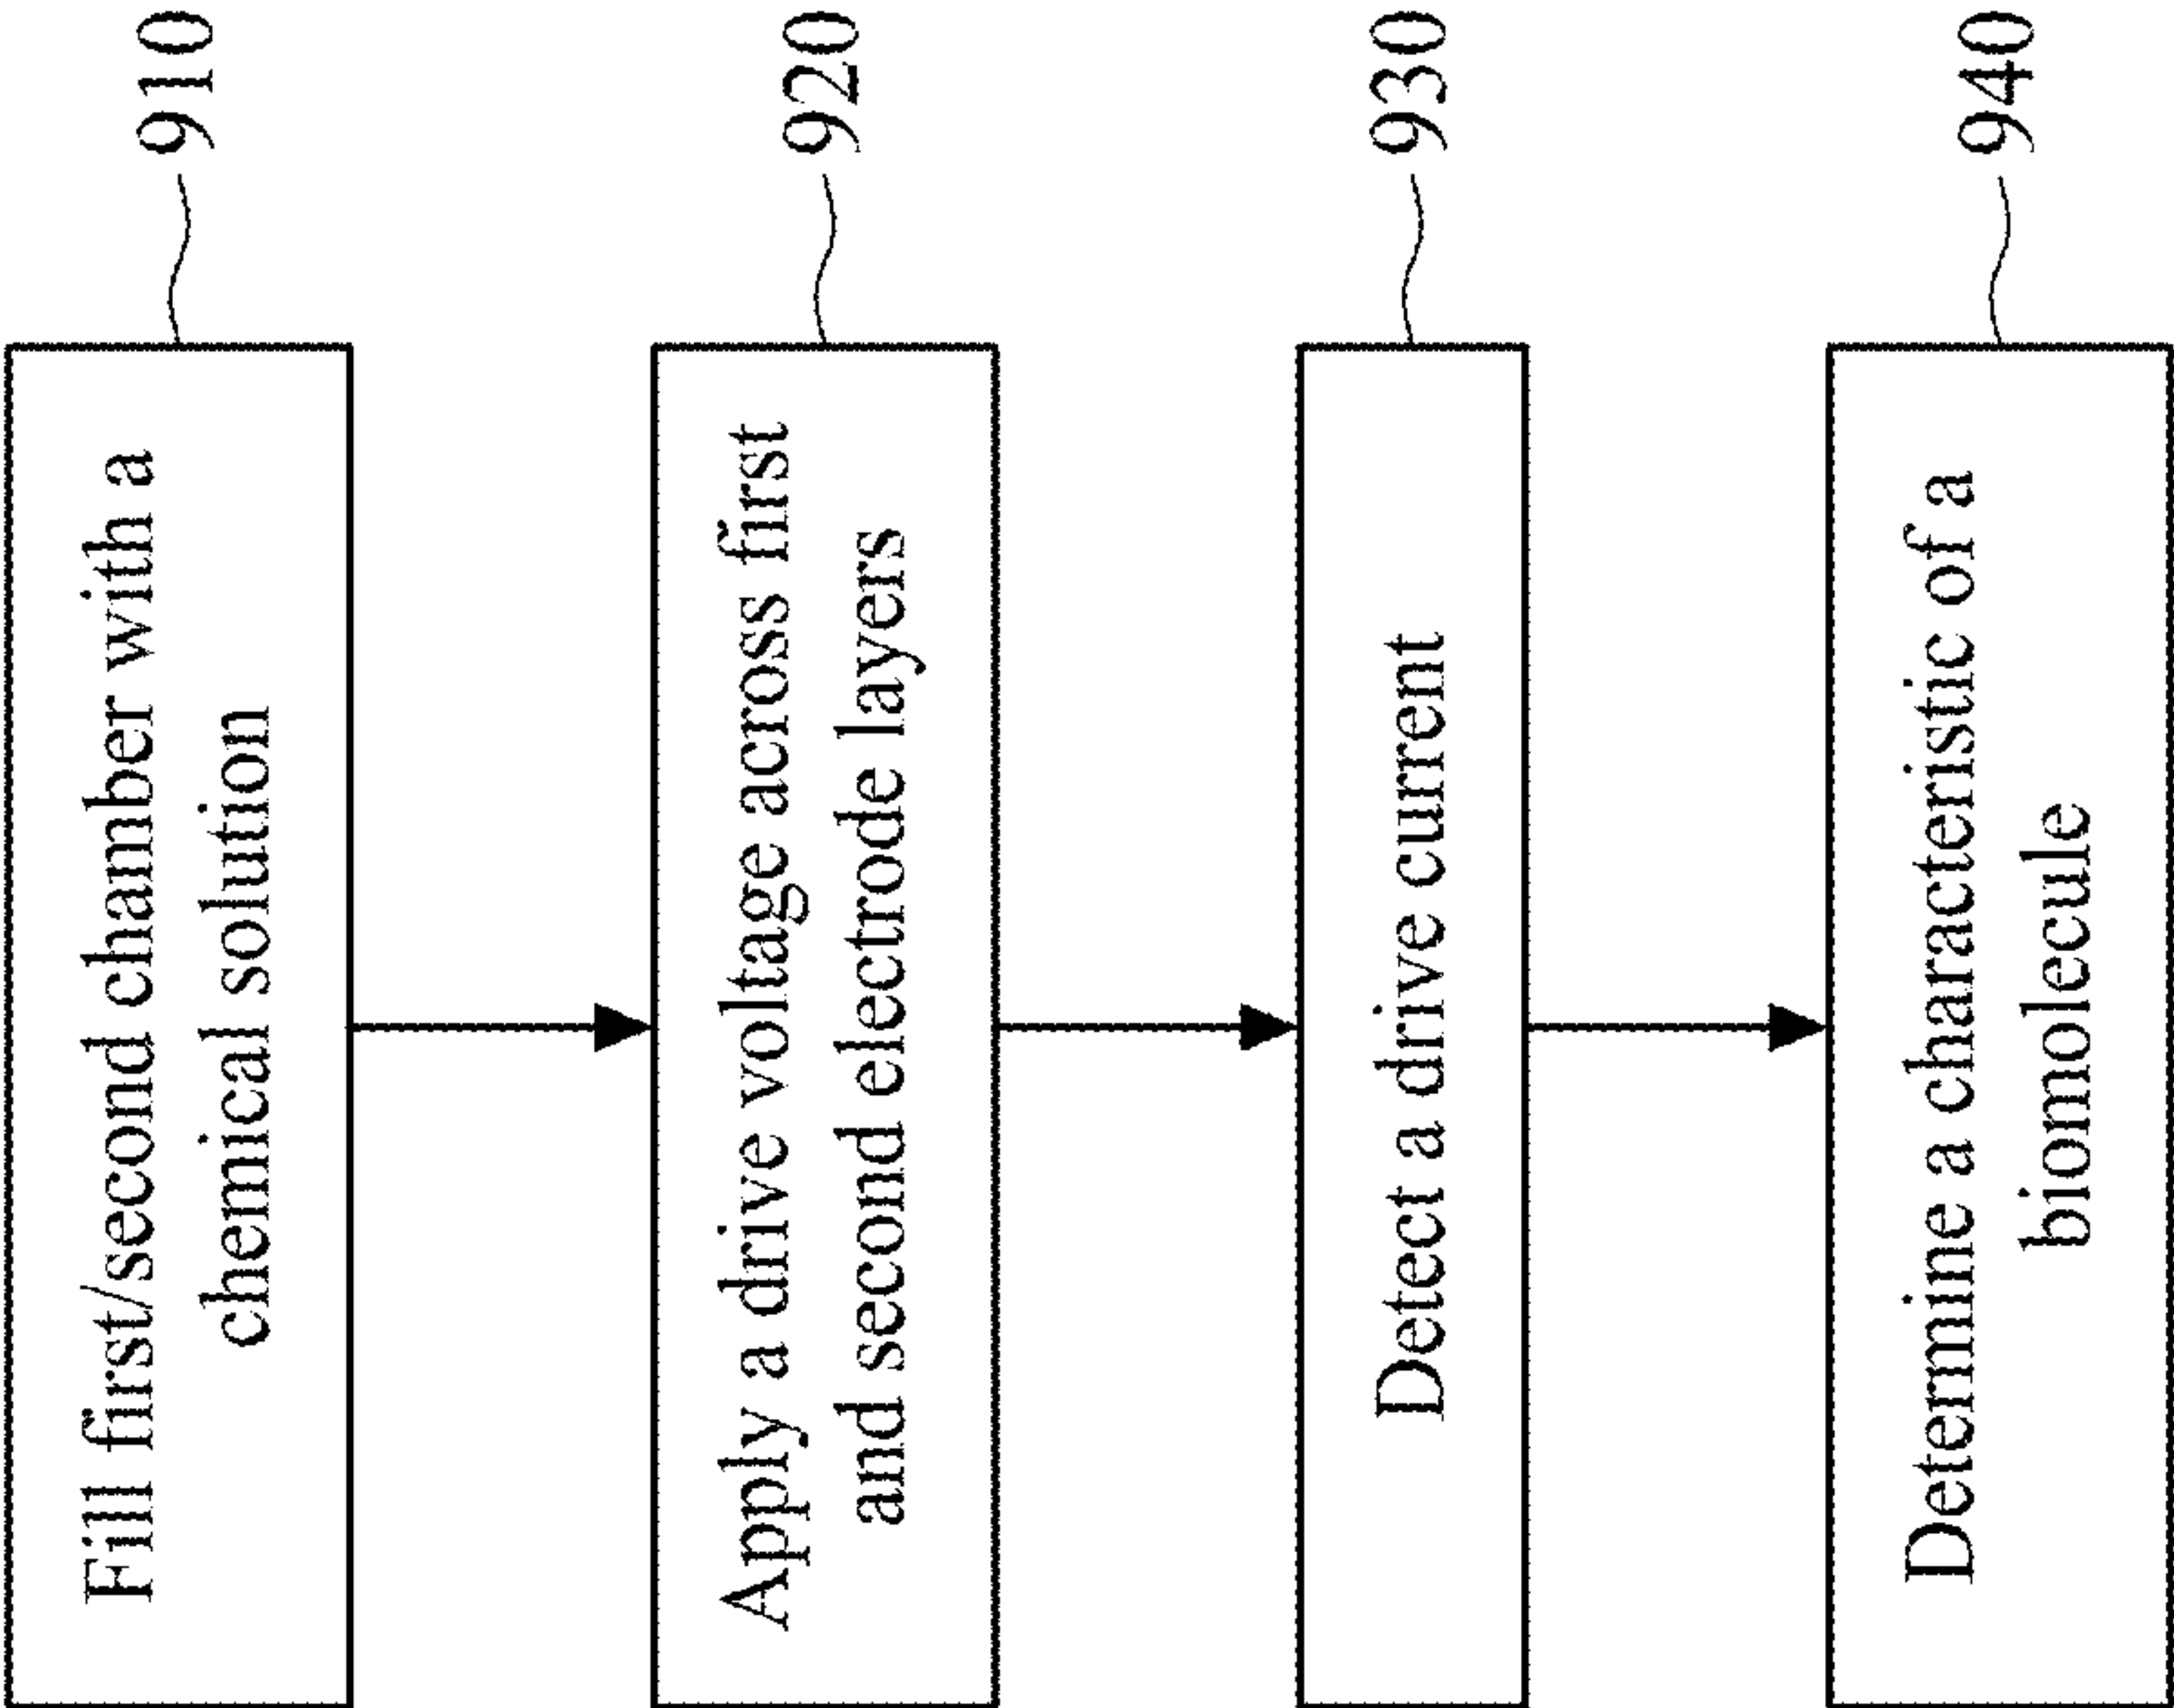 Fill first/second chamber with a
chemical solution
910
Apply a drive voltage across first
and second electrode layers
920
Detect a drive current
930
Determine a characteristic of a
biomolecule
940